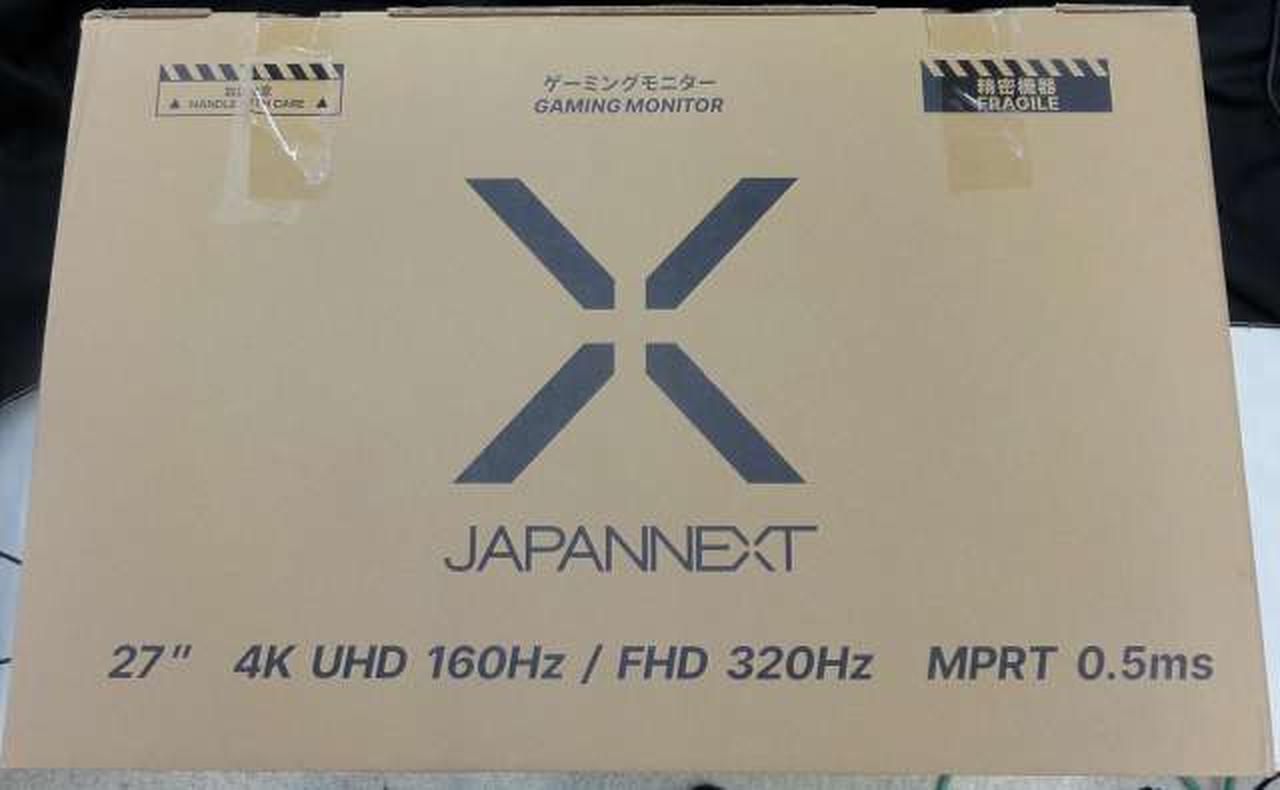 HANDLE WITH CARE
ゲーミングモニター
GAMING MONITOR
精密機器
FRAGILE
JAPANNEXT
27" 4K UHD 160Hz / FHD 320Hz MPRT 0.5ms